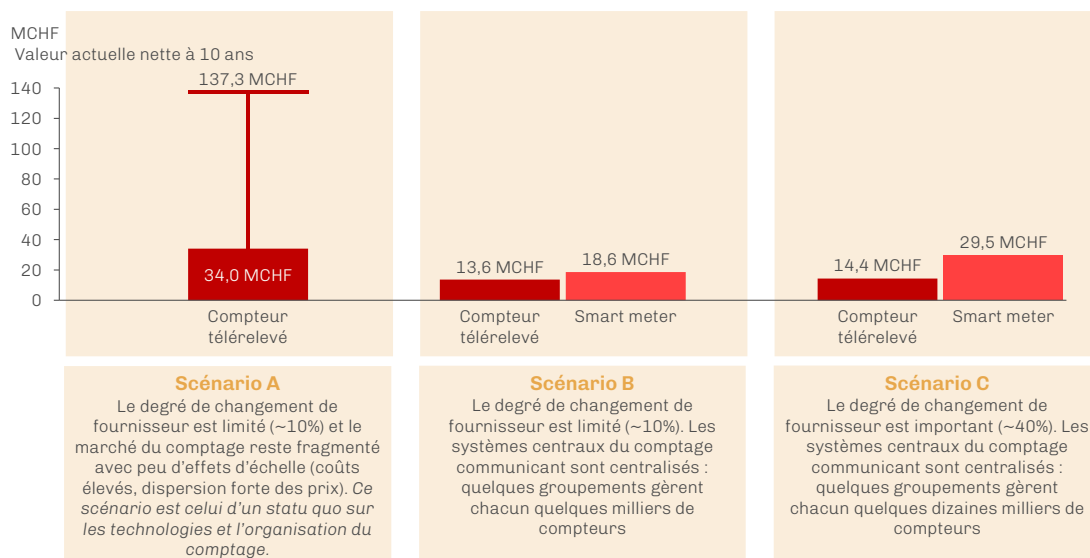 MCHF
Valeur actuelle nette à 10 ans
137,3 MCHF
140
120
100
80
60
40
20
0
34,0 MCHF
13,6 MCHF
18,6 MCHF
14,4 MCHF
29,5 MCHF
Compteur
télérelevé
Compteur
télérelevé
Smart meter
Compteur
télérelevé
Smart meter
Scénario A
Le degré de changement de
fournisseur est limité (~10%) et le
marché du comptage reste fragmenté
avec peu d'effets d'échelle (coûts
élevés, dispersion forte des prix). Ce
scénario est celui d'un statu quo sur
les technologies et l'organisation du
comptage.
Scénario B
Le degré de changement de
fournisseur est limité (~10%). Les
systèmes centraux du comptage
communicant sont centralisés :
quelques groupements gèrent
chacun quelques milliers de
compteurs
Scénario C
Le degré de changement de
fournisseur est important (~40%). Les
systèmes centraux du comptage
communicant sont centralisés :
quelques groupements gèrent
chacun quelques dizaines milliers de
compteurs